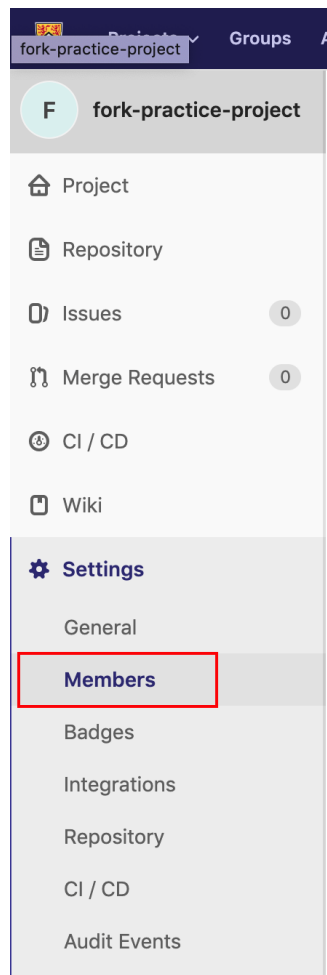 Projects Groups A
fork-practice-project
F fork-practice-project
Project
Repository
Issues 0
Merge Requests 0
CI / CD
Wiki
Settings
General
Members
Badges
Integrations
Repository
CI / CD
Audit Events